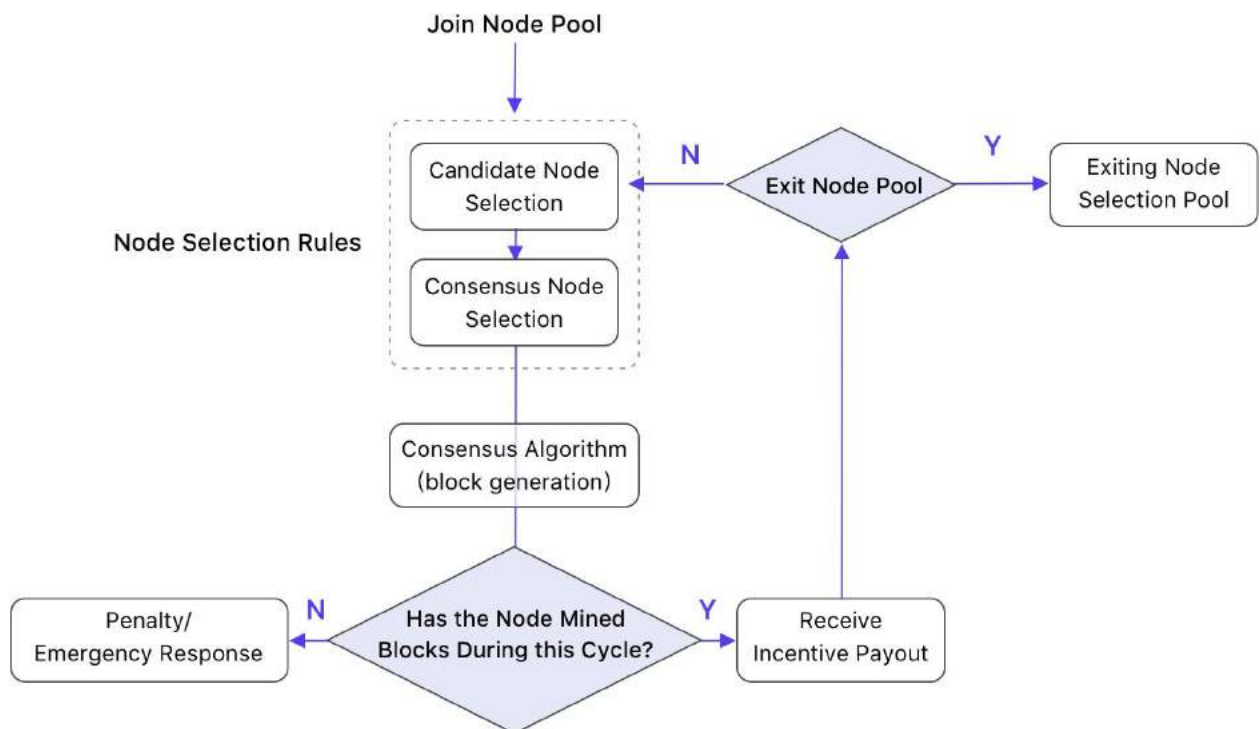 Join Node Pool
Candidate Node
Selection
N
Exit Node Pool
Y
Exiting Node
Selection Pool
Node Selection Rules
Consensus Node
Selection
Consensus Algorithm
(block generation)
Penalty/
Emergency Response
N
Has the Node Mined
Blocks During this Cycle?
Y
Receive
Incentive Payout